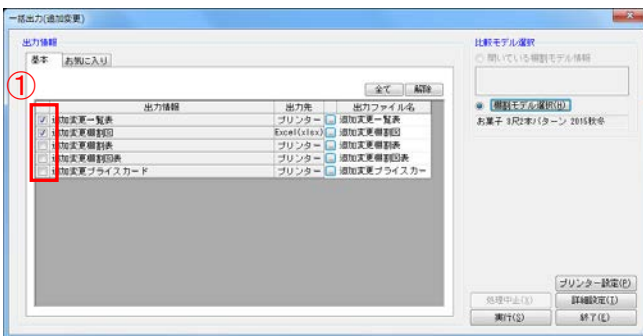 一括出力(追加変更)
出力情報
基本 お気に入り
①
全て 解除
出力情報 出力先 出力ファイル名
追加変更一覧表 プリンター 追加変更一覧表
追加変更棚割図 Excel(xlsx) 追加変更棚割図
追加変更棚割表 プリンター 追加変更棚割表
追加変更棚割図表 プリンター 追加変更棚割図表
追加変更プライスカード プリンター 追加変更プライスカー
比較モデル選択
開いている棚割モデル情報
棚割モデル選択(H)
お菓子 3尺2本パターン 2015秋冬
プリンター設定(P)
処理中止(X) 詳細設定(I)
実行(S) 終了(E)